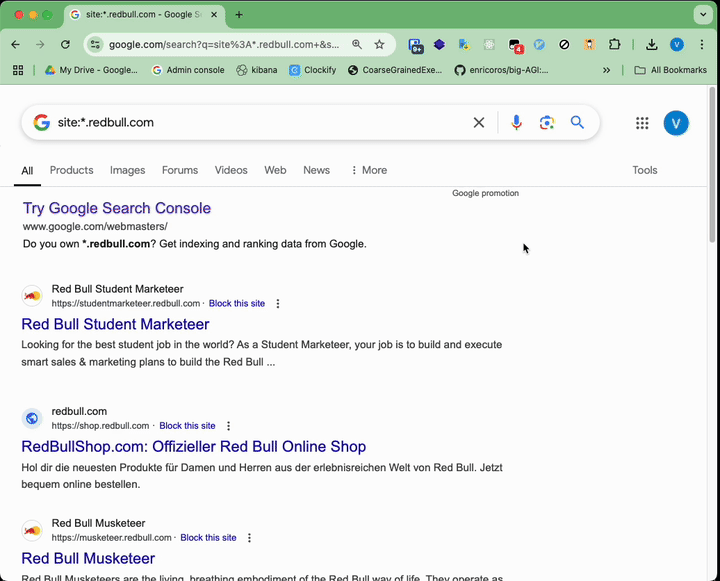 site:*.redbull.com - Google S
google.com/search?q=site%3A*.redbull.com+&s...
9+
4
V
My Drive - Google...
Admin console
kibana
Clockify
CoarseGrainedExe...
enricoros/big-AGI:...
All Bookmarks
site:*.redbull.com
V
All
Products
Images
Forums
Videos
Web
News
More
Tools
Google promotion
Try Google Search Console
www.google.com/webmasters/
Do you own *.redbull.com? Get indexing and ranking data from Google.
Red Bull Student Marketeer
https://studentmarketeer.redbull.com · Block this site
Red Bull Student Marketeer
Looking for the best student job in the world? As a Student Marketeer, your job is to build and execute
smart sales & marketing plans to build the Red Bull ...
redbull.com
https://shop.redbull.com · Block this site
RedBullShop.com: Offizieller Red Bull Online Shop
Hol dir die neuesten Produkte für Damen und Herren aus der erlebnisreichen Welt von Red Bull. Jetzt
bequem online bestellen.
Red Bull Musketeer
https://musketeer.redbull.com · Block this site
Red Bull Musketeer
Red Bull Musketeers are the living, breathing embodiment of the Red Bull way of life. They operate as